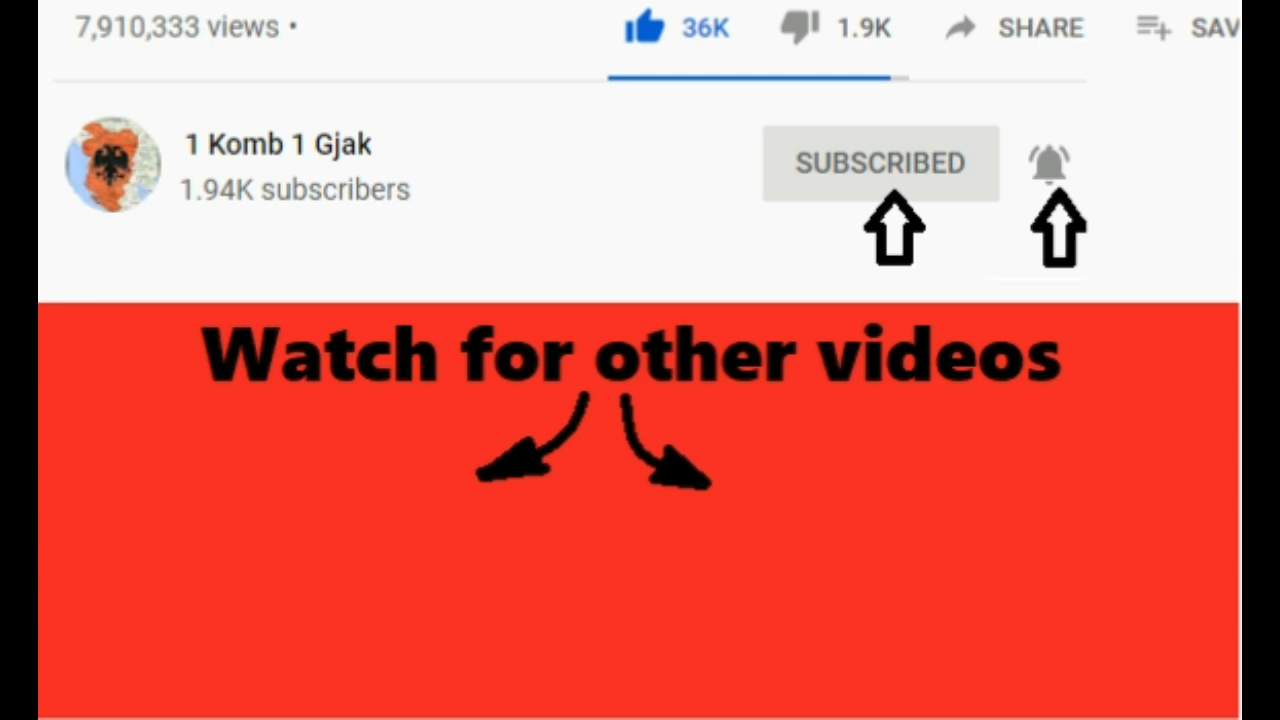 7,910,333 views •
36K
1.9K
SHARE
SAV
1 Komb 1 Gjak
1.94K subscribers
SUBSCRIBED
Watch for other videos